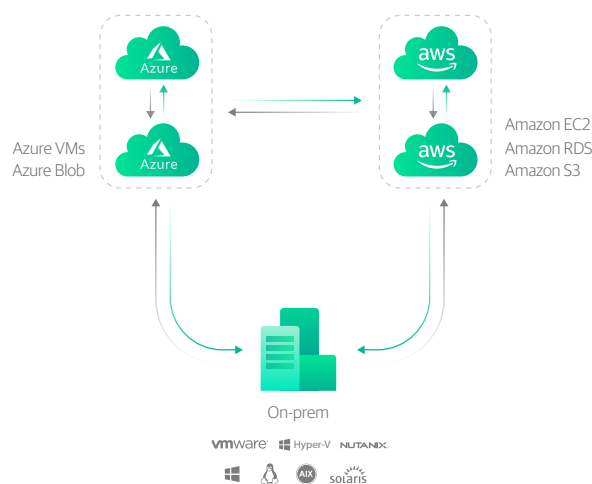 Azure
aws
Azure
aws
Azure VMs
Azure Blob
Amazon EC2
Amazon RDS
Amazon S3
On-prem
vmware Hyper-V NUTANIX
AIX solaris